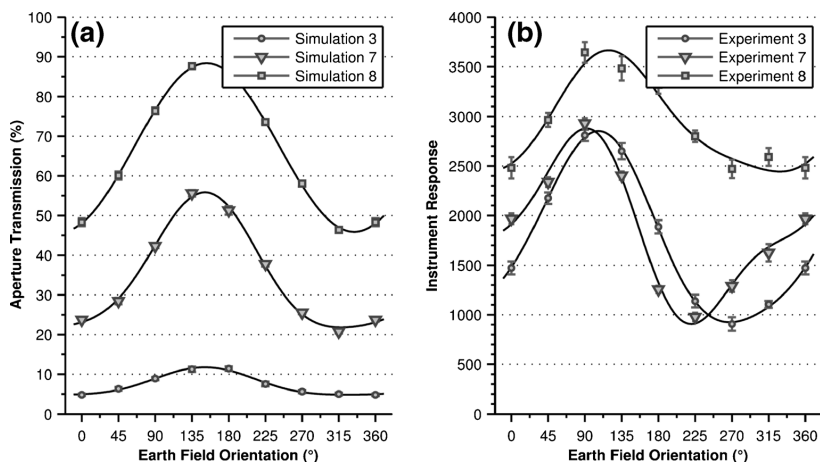 (a)
Simulation 3
Simulation 7
Simulation 8
Aperture Transmission (%)
100
90
80
70
60
50
40
30
20
10
0
0 45 90 135 180 225 270 315 360
Earth Field Orientation (°)
(b)
Experiment 3
Experiment 7
Experiment 8
Instrument Response
4000
3500
3000
2500
2000
1500
1000
500
0
0 45 90 135 180 225 270 315 360
Earth Field Orientation (°)